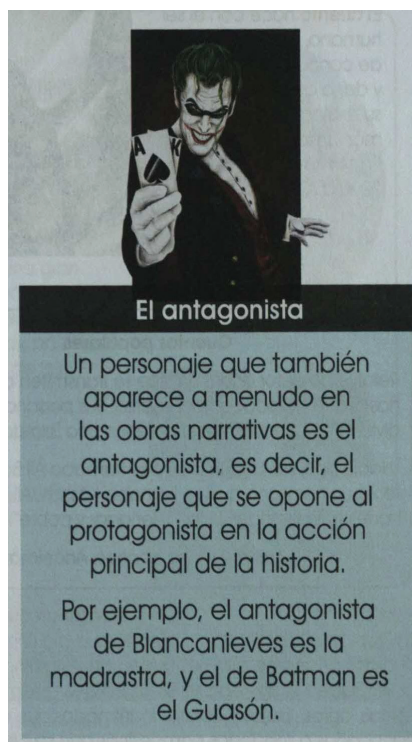 A K
El antagonista
Un personaje que también
aparece a menudo en
las obras narrativas es el
antagonista, es decir, el
personaje que se opone al
protagonista en la acción
principal de la historia.
Por ejemplo, el antagonista
de Blancanieves es la
madrastra, y el de Batman es
el Guasón.